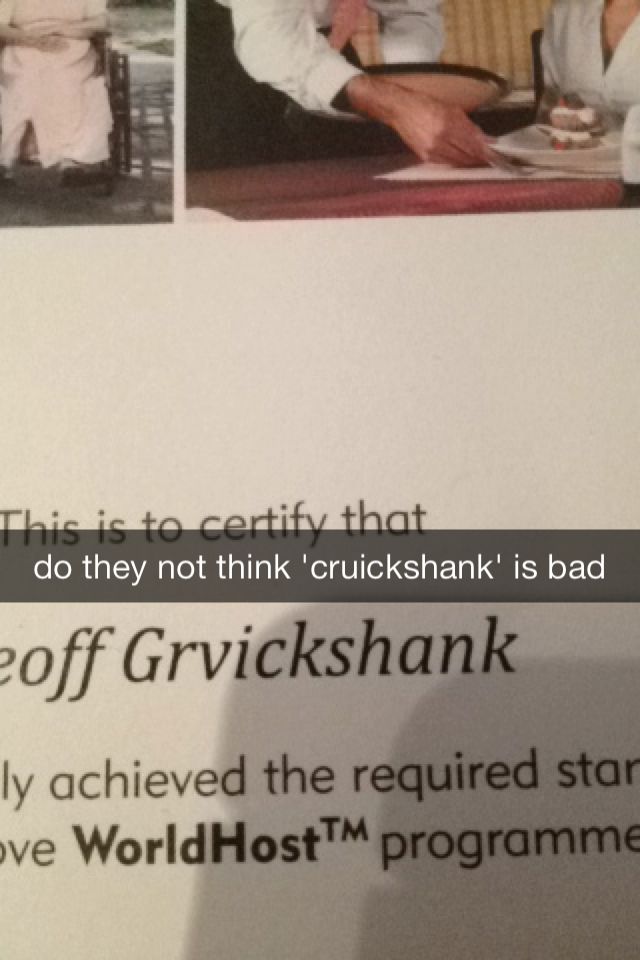 This is to certify that
do they not think 'cruickshank' is bad
eoff Grvickshank
ly achieved the required star
ove WorldHost™ programme